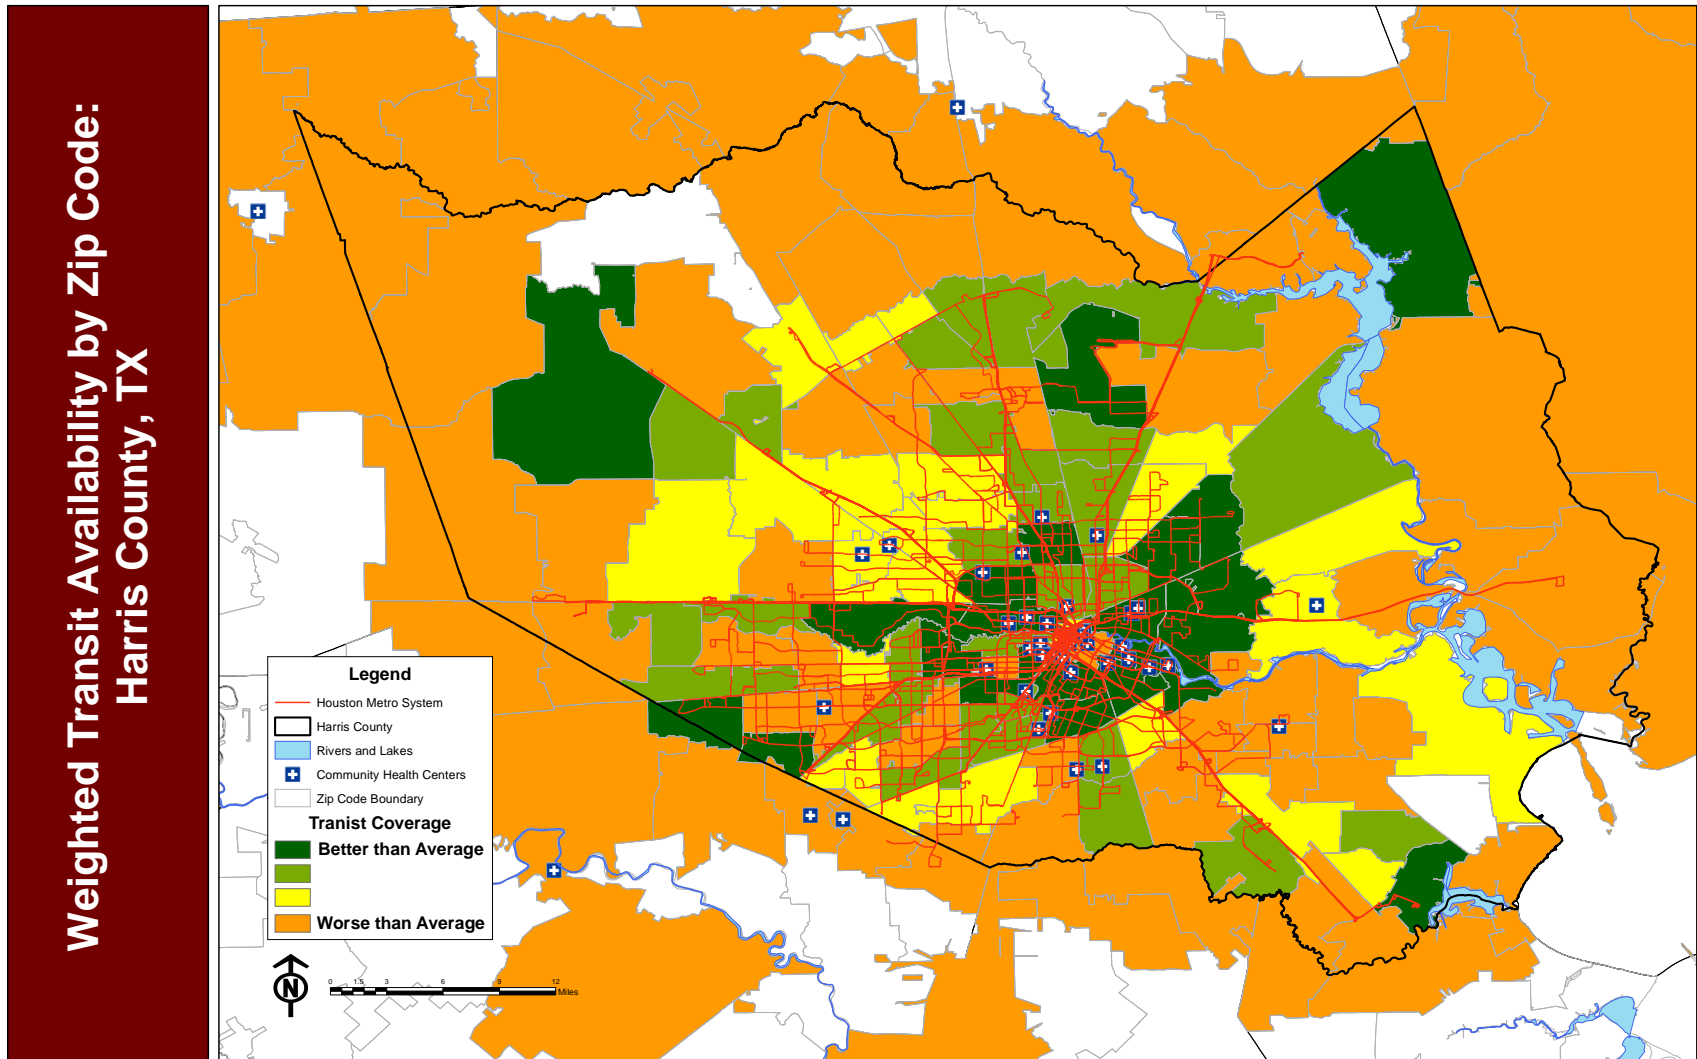 Weighted Transit Availability by Zip Code:
Harris County, TX
Legend
Houston Metro System
Harris County
Rivers and Lakes
Community Health Centers
Zip Code Boundary
Tranist Coverage
Better than Average
Worse than Average
N
0 1.5 3 6 9 12
Miles